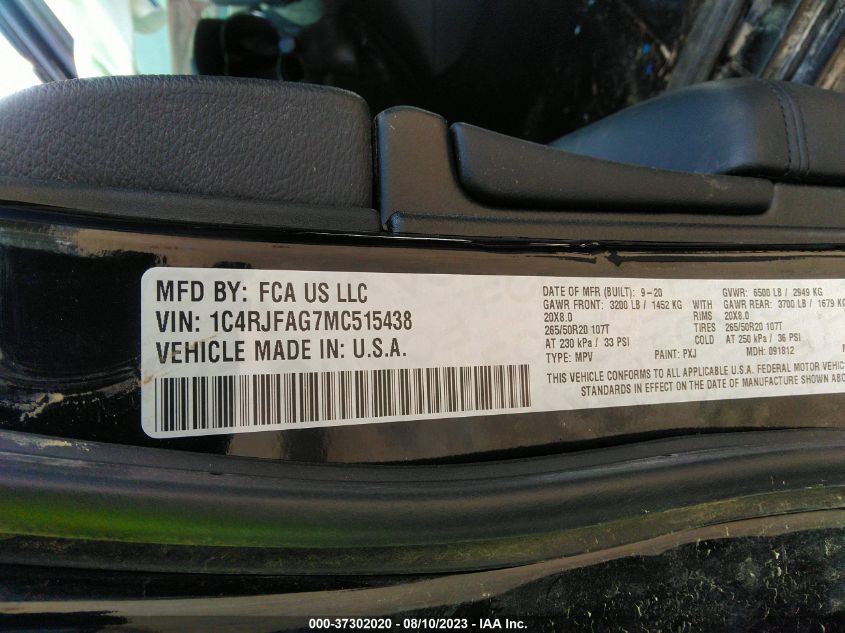 MFD BY: FCA US LLC
VIN: 1C4RJFAG7MC515438
VEHICLE MADE IN: U.S.A.
DATE OF MFR (BUILT): 9-20 GVWR: 6500 LB / 2949 KG
GAWR FRONT: 3200 LB / 1452 KG WITH GAWR REAR: 3700 LB / 1679 KG
20X8.0 RIMS 20X8.0
265/50R20 107T TIRES 265/50R20 107T
AT 230 kPa / 33 PSI COLD AT 250 kPa / 36 PSI
TYPE: MPV PAINT: PXJ MDH: 091812
THIS VEHICLE CONFORMS TO ALL APPLICABLE U.S.A. FEDERAL MOTOR VEHICL
STANDARDS IN EFFECT ON THE DATE OF MANUFACTURE SHOWN ABO
000-37302020 - 08/10/2023 - IAA Inc.